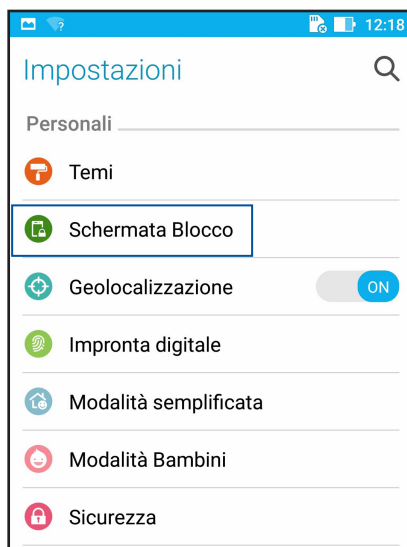 12:18
Impostazioni
Personali
Temi
Schermata Blocco
Geolocalizzazione ON
Impronta digitale
Modalità semplificata
Modalità Bambini
Sicurezza